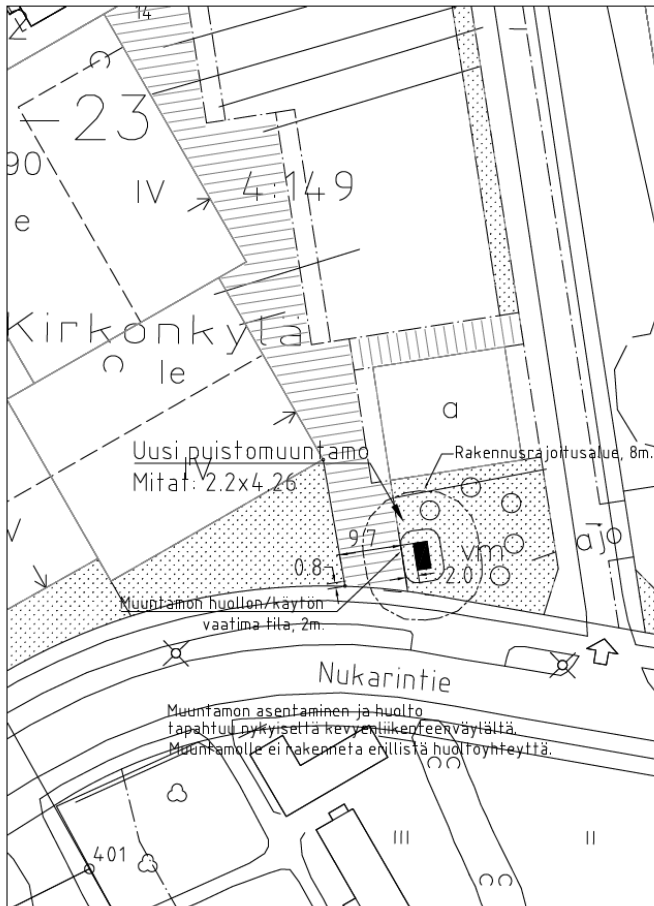 14
-23
90
IV
4:149
e
Kirkonkylä
le
a
Uusi puistomuuntamo
Rakennusrajoitusalue, 8m.
IV
Mitat: 2.2x4.26
V
9.7
vm
ajo
0.8
2.0
Muuntamon huollon/käytön
vaatima tila, 2m.
Nukarintie
Muuntamon asentaminen ja huolto
tapahtuu nykyiseltä kevyenliikenteenväylältä.
Muuntamolle ei rakenneta erillistä huoltoyhteyttä.
401
III
II